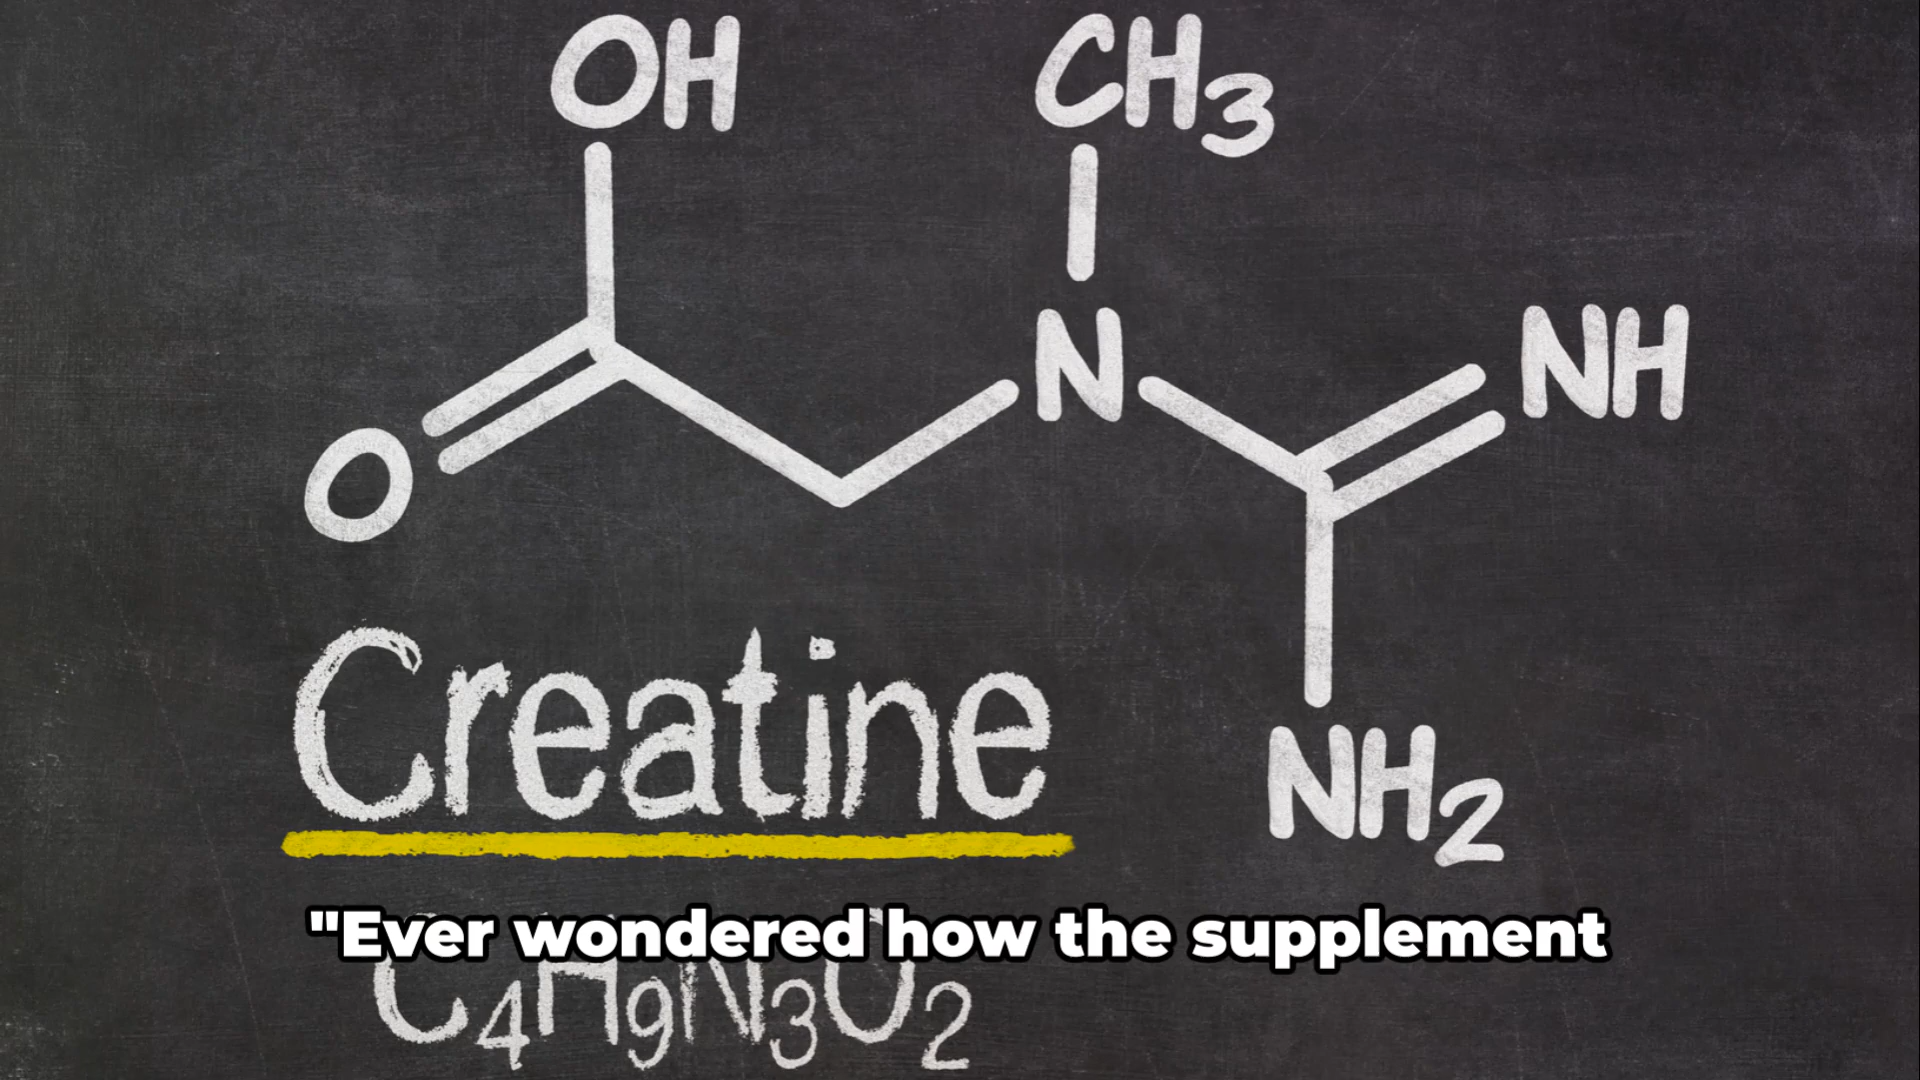 OH
CH3
N
NH
O
Creatine
NH2
"Ever wondered how the supplement
C4H9N3O2